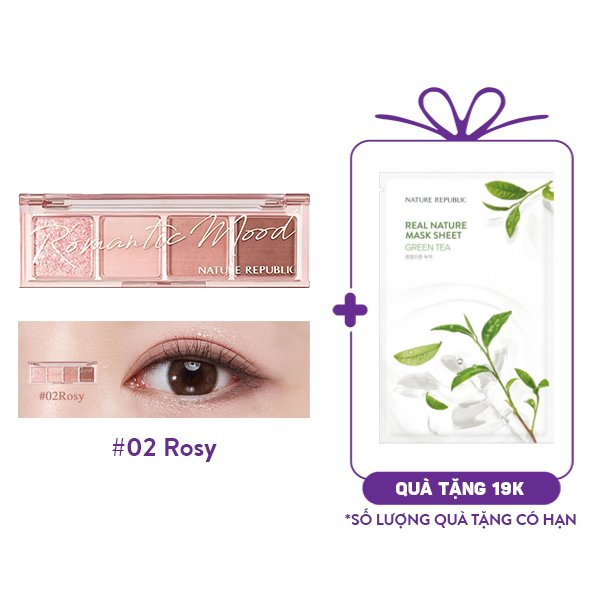 Romantic Mood
NATURE REPUBLIC
#02Rosy
#02 Rosy
+
NATURE REPUBLIC
REAL NATURE
MASK SHEET
GREEN TEA
QUÀ TẶNG 19K
*SỐ LƯỢNG QUÀ TẶNG CÓ HẠN